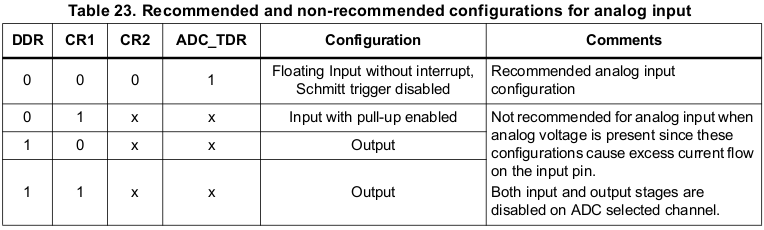 Table 23. Recommended and non-recommended configurations for analog input
DDR CR1 CR2 ADC_TDR Configuration Comments
0 0 0 1 Floating Input without interrupt, Schmitt trigger disabled Recommended analog input configuration
0 1 x x Input with pull-up enabled
1 0 x x Output
1 1 x x Output
Not recommended for analog input when
analog voltage is present since these
configurations cause excess current flow
on the input pin.
Both input and output stages are
disabled on ADC selected channel.